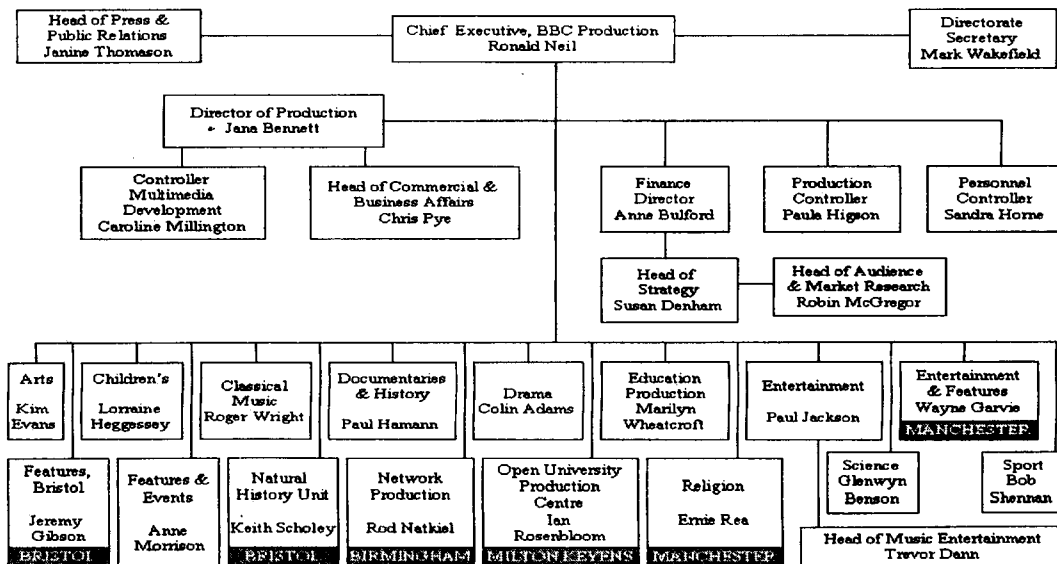 Head of Press &
Public Relations
Janine Thomason
Chief Executive, BBC Production
Ronald Neil
Directorate
Secretary
Mark Wakefield
Director of Production
Jana Bennett
Controller
Multimedia
Development
Caroline Millington
Head of Commercial &
Business Affairs
Chris Pye
Finance
Director
Anne Bulford
Production
Controller
Paula Higson
Personnel
Controller
Sandra Horne
Head of
Strategy
Susan Denham
Head of Audience
& Market Research
Robin McGregor
Arts
Kim
Evans
Children's
Lorraine
Heggessey
Classical
Music
Roger Wright
Documentaries
& History
Paul Hamann
Drama
Colin Adams
Education
Production
Marilyn
Wheatcroft
Entertainment
Paul Jackson
Entertainment
& Features
Wayne Garvie
MANCHESTER
Features,
Bristol
Jeremy
Gibson
BRISTOL
Features &
Events
Anne
Morrison
Natural
History Unit
Keith Scholey
BRISTOL
Network
Production
Rod Natkiel
BIRMINGHAM
Open University
Production
Centre
Ian
Rosenbloom
MILTON KEYENS
Religion
Ernie Rea
MANCHESTER
Science
Glenwyn
Benson
Sport
Bob
Shennan
Head of Music Entertainment
Trevor Dann